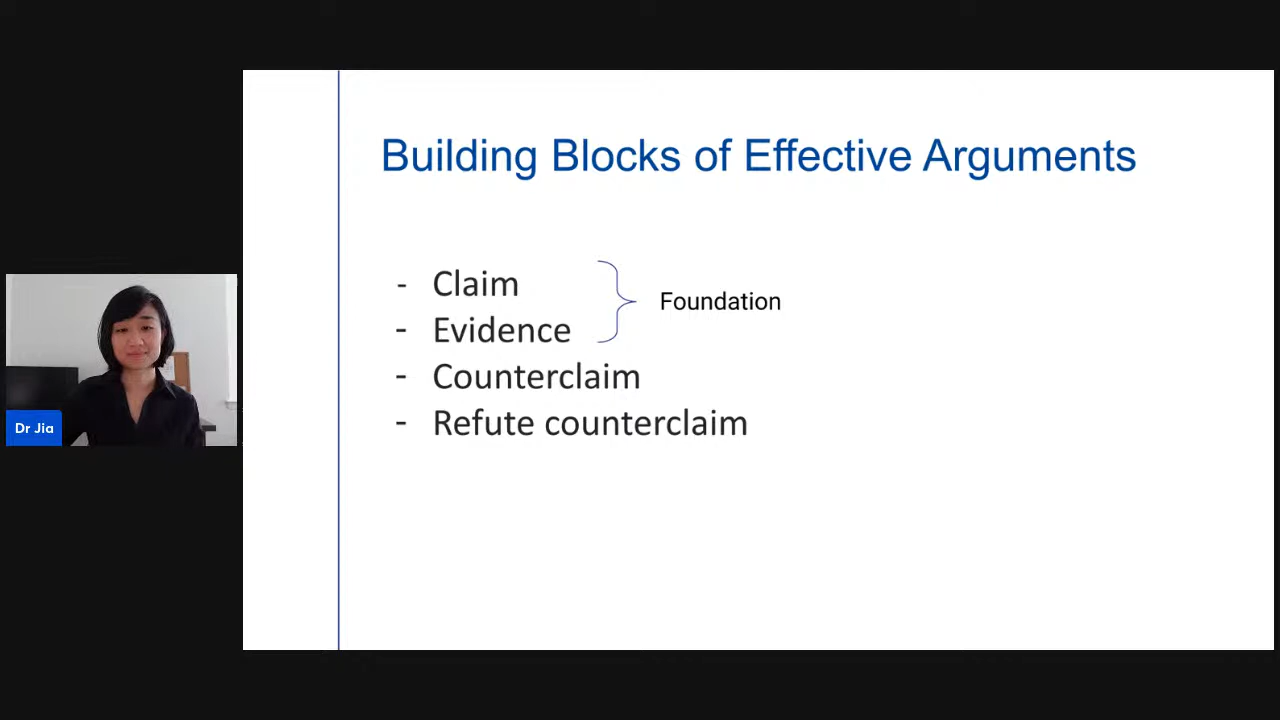 Building Blocks of Effective Arguments
- Claim
- Evidence
Foundation
- Counterclaim
- Refute counterclaim
Dr Jia